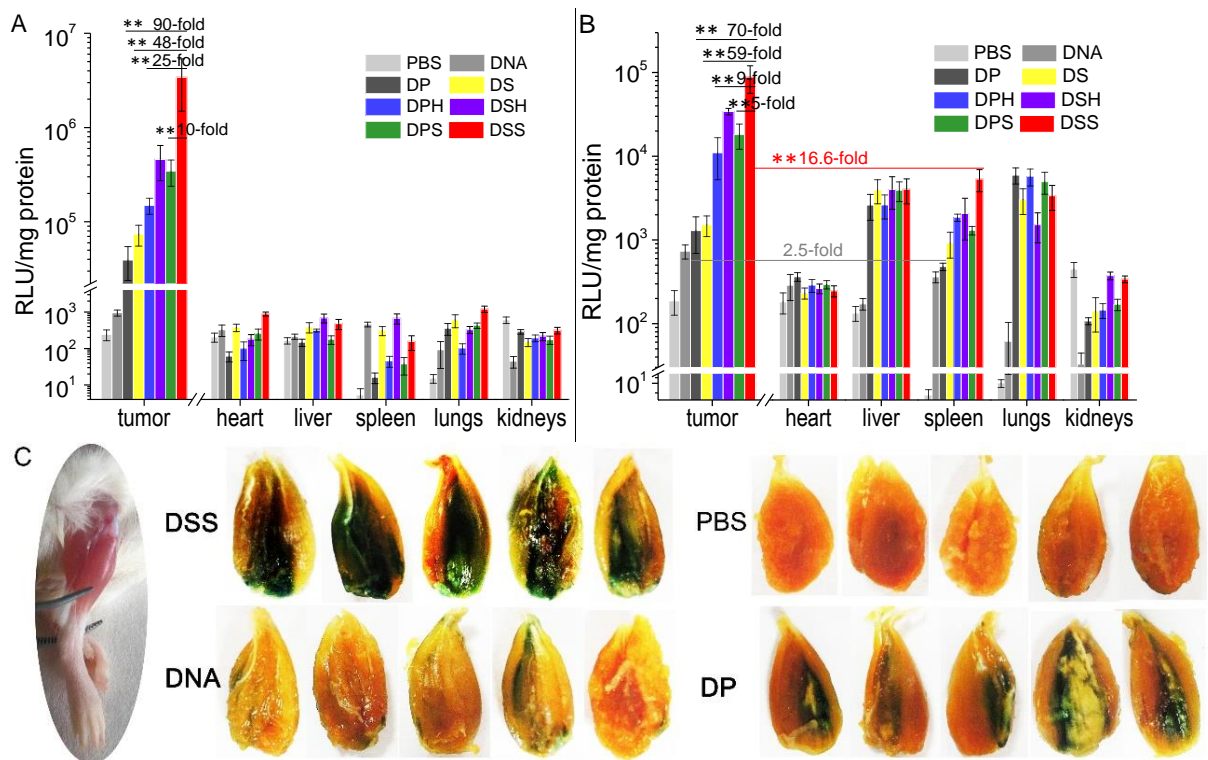 A
10⁷
10⁶
10⁵
10³
10²
10¹
RLU/mg protein
** 90-fold
** 48-fold
**25-fold
**10-fold
PBS DNA
DP DS
DPH DSH
DPS DSS
tumor heart liver spleen lungs kidneys
B
10⁵
10⁴
10³
10²
10¹
RLU/mg protein
** 70-fold
**59-fold
**9-fold
**5-fold
**16.6-fold
2.5-fold
PBS DNA
DP DS
DPH DSH
DPS DSS
tumor heart liver spleen lungs kidneys
C
DSS
PBS
DNA
DP